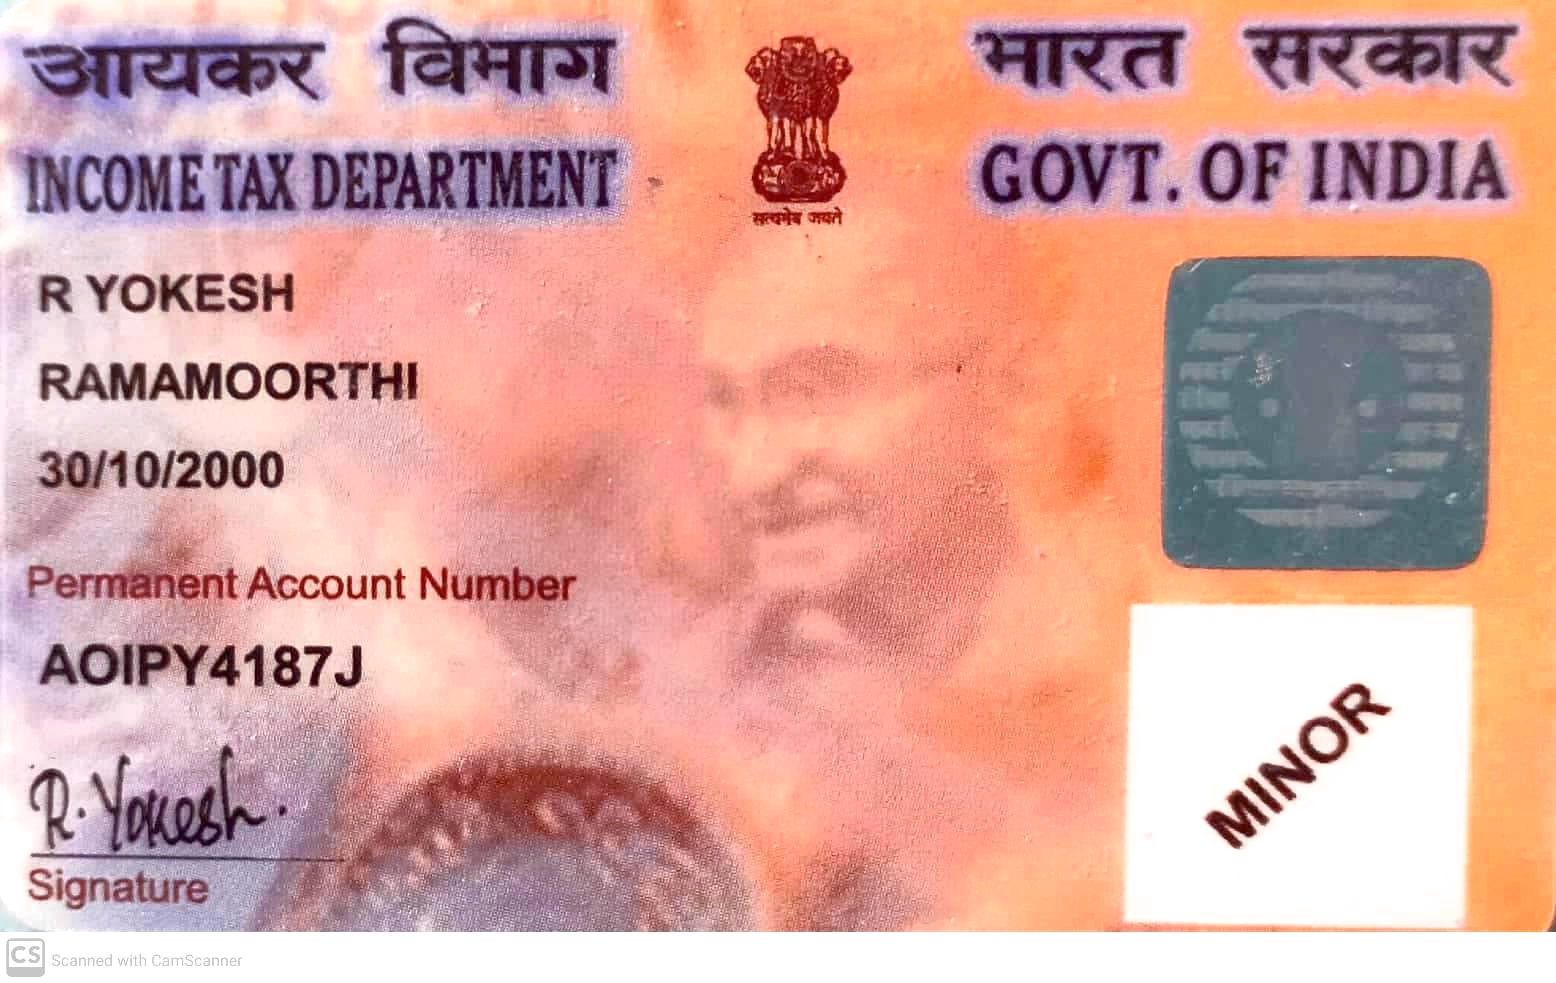 आयकर विभाग
INCOME TAX DEPARTMENT
सत्यमेव जयते
भारत सरकार
GOVT. OF INDIA
R YOKESH
RAMAMOORTHI
30/10/2000
Permanent Account Number
AOIPY4187J
R. Yokesh.
Signature
MINOR
CS Scanned with CamScanner